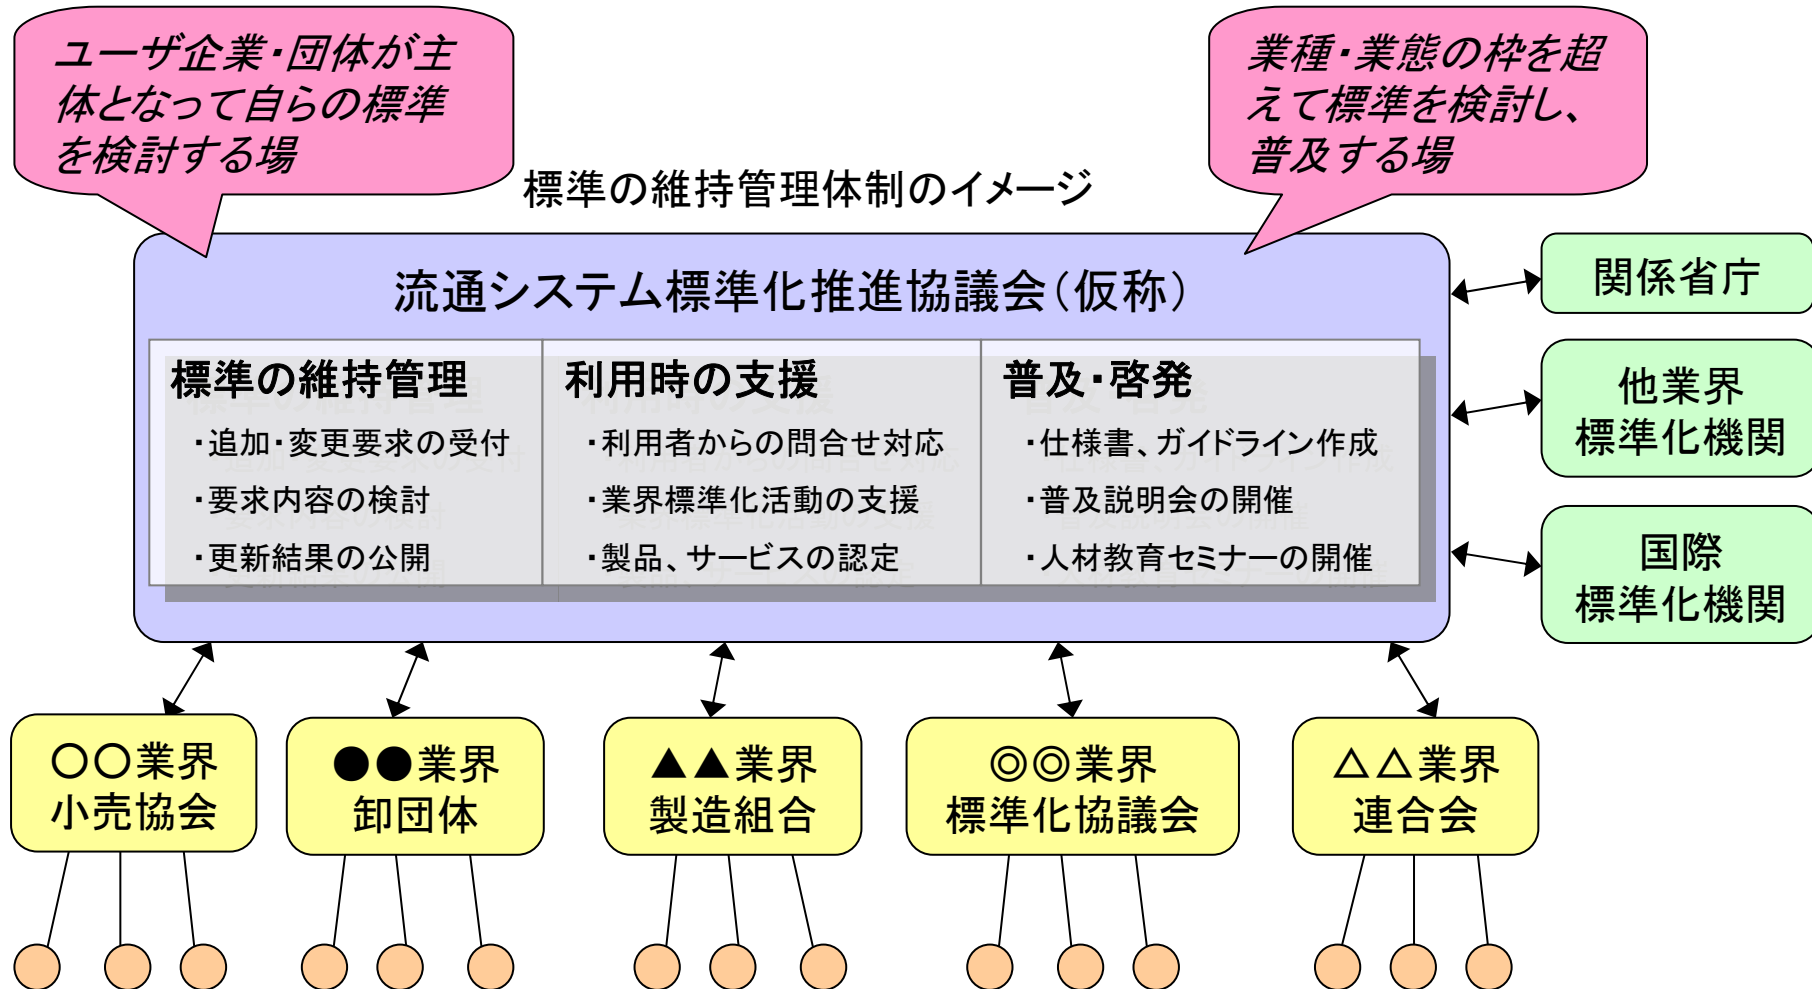 ユーザ企業・団体が主
体となって自らの標準
を検討する場
業種・業態の枠を超
えて標準を検討し、
普及する場
標準の維持管理体制のイメージ
流通システム標準化推進協議会(仮称)
標準の維持管理
・追加・変更要求の受付
・要求内容の検討
・更新結果の公開
利用時の支援
・利用者からの問合せ対応
・業界標準化活動の支援
・製品、サービスの認定
普及・啓発
・仕様書、ガイドライン作成
・普及説明会の開催
・人材教育セミナーの開催
関係省庁
他業界
標準化機関
国際
標準化機関
○○業界
小売協会
●●業界
卸団体
▲▲業界
製造組合
◎◎業界
標準化協議会
△△業界
連合会